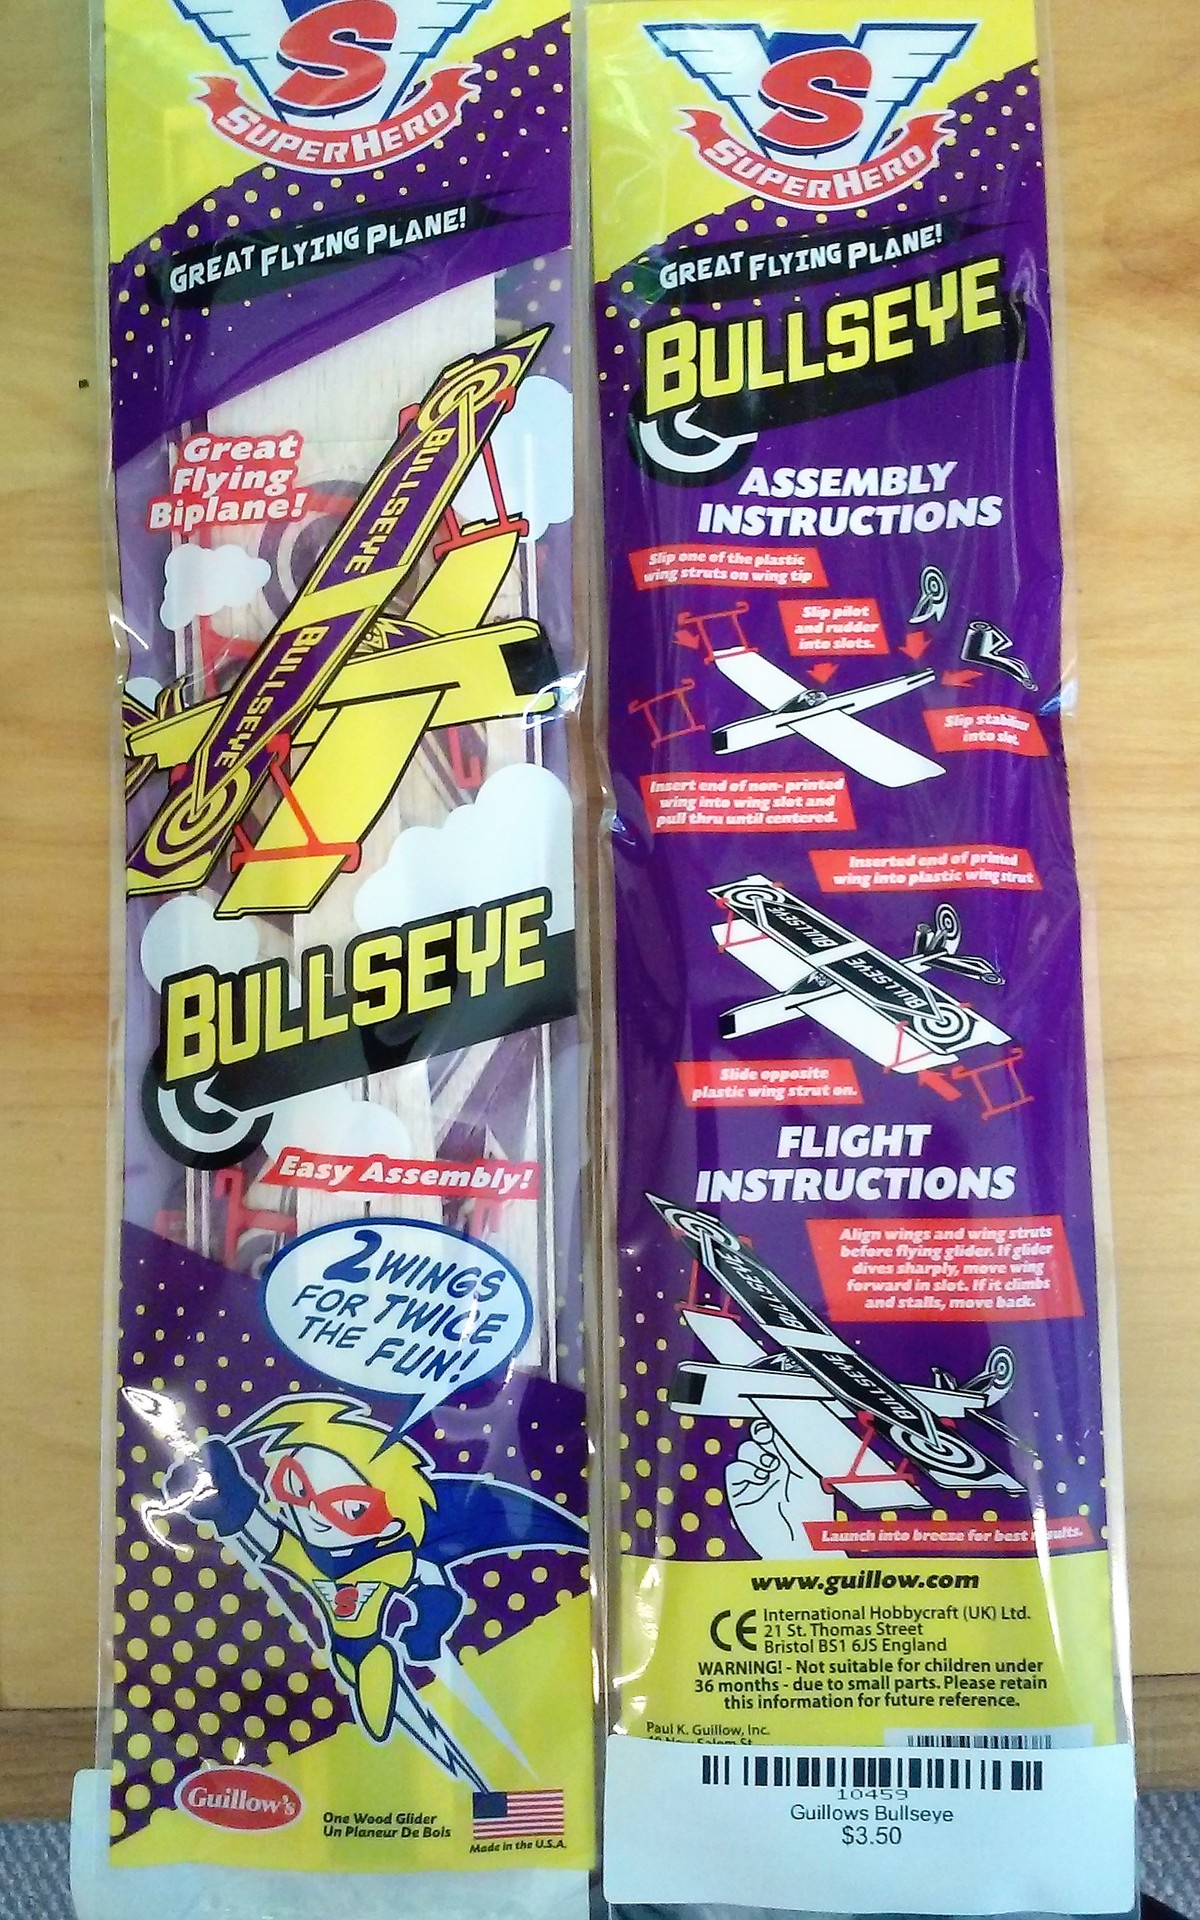 S
SUPERHERO
GREAT FLYING PLANE!
Great
Flying
Biplane!
BULLSEYE
BULLSEYE
BULLSEYE
Easy Assembly!
2 WINGS
FOR TWICE
THE FUN!
S
Guillow's
One Wood Glider
Un Planeur De Bois
Made in the U.S.A.
S
SUPERHERO
GREAT FLYING PLANE!
BULLSEYE
ASSEMBLY
INSTRUCTIONS
Slip one of the plastic
wing struts on wing tip
Slip pilot
and rudder
into slots.
Slip stabilizer
into slot.
Insert end of non-printed
wing into wing slot and
pull thru until centered.
Inserted end of printed
wing into plastic wing strut
BULLSEYE
BULLSEYE
Slide opposite
plastic wing strut on.
FLIGHT
INSTRUCTIONS
Align wings and wing struts
before flying glider. If glider
dives sharply, move wing
forward in slot. If it climbs
and stalls, move back.
BULLSEYE
BULLSEYE
Launch into breeze for best results.
www.guillow.com
CE
International Hobbycraft (UK) Ltd.
21 St. Thomas Street
Bristol BS1 6JS England
WARNING! - Not suitable for children under
36 months - due to small parts. Please retain
this information for future reference.
Paul K. Guillow, Inc.
10459
Guillows Bullseye
$3.50